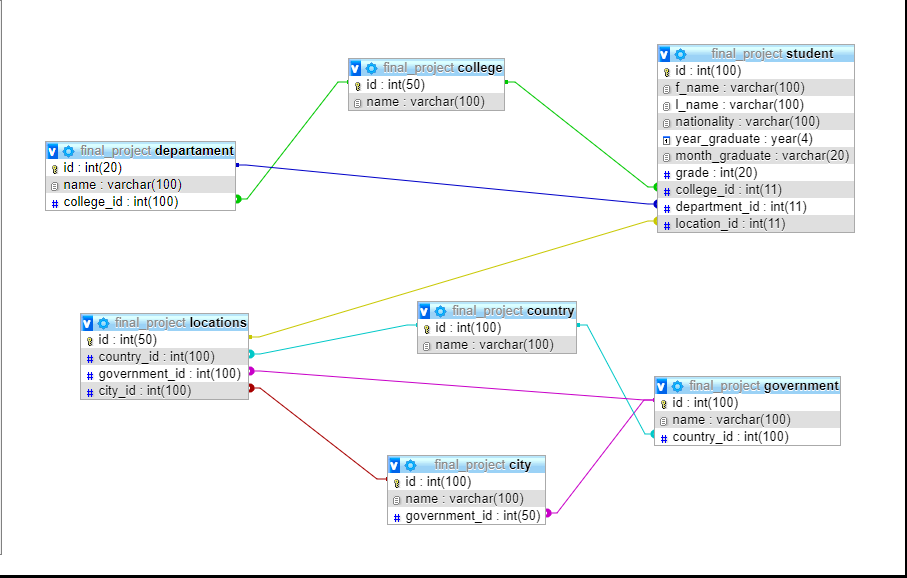 final_project college
id : int(50)
name : varchar(100)
final_project student
id : int(100)
f_name : varchar(100)
l_name : varchar(100)
nationality : varchar(100)
year_graduate : year(4)
month_graduate : varchar(20)
grade : int(20)
college_id : int(11)
department_id : int(11)
location_id : int(11)
final_project departament
id : int(20)
name : varchar(100)
college_id : int(100)
final_project locations
id : int(50)
country_id : int(100)
government_id : int(100)
city_id : int(100)
final_project country
id : int(100)
name : varchar(100)
final_project government
id : int(100)
name : varchar(100)
country_id : int(100)
final_project city
id : int(100)
name : varchar(100)
government_id : int(50)